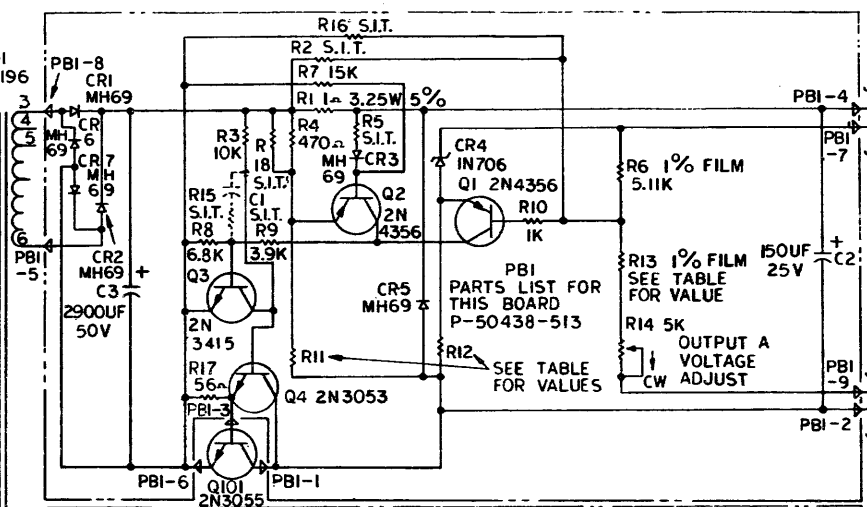 R16 S.I.T.
R2 S.I.T.
R7 15K
196
PB1-8
CR1
MH69
R1 1Ω 3.25W 5%
PB1-4
3
4
5
6
MH
69
CR
6
CR7
MH
69
R3
10K
R
18
S.I.T.
R4
470Ω
R5
S.I.T.
MH
69
CR3
CR4
1N706
PB1
-7
R6 1% FILM
5.11K
Q1 2N4356
Q2
2N
4356
R10
1K
R15
S.I.T.
C1
S.I.T.
R8
6.8K
R9
3.9K
PB1
-5
CR2
MH69
C3
2900UF
50V
+
Q3
2N
3415
CR5
MH69
PB1
PARTS LIST FOR
THIS BOARD
P-50438-513
R13 1% FILM
SEE TABLE
FOR VALUE
150UF
25V
+
C2
R14 5K
OUTPUT A
VOLTAGE
ADJUST
CW
R11
R12
SEE TABLE
FOR VALUES
R17
56Ω
PB1-3
Q4 2N3053
PB1
-9
PB1-2
PB1-6
PB1-1
Q101
2N3055